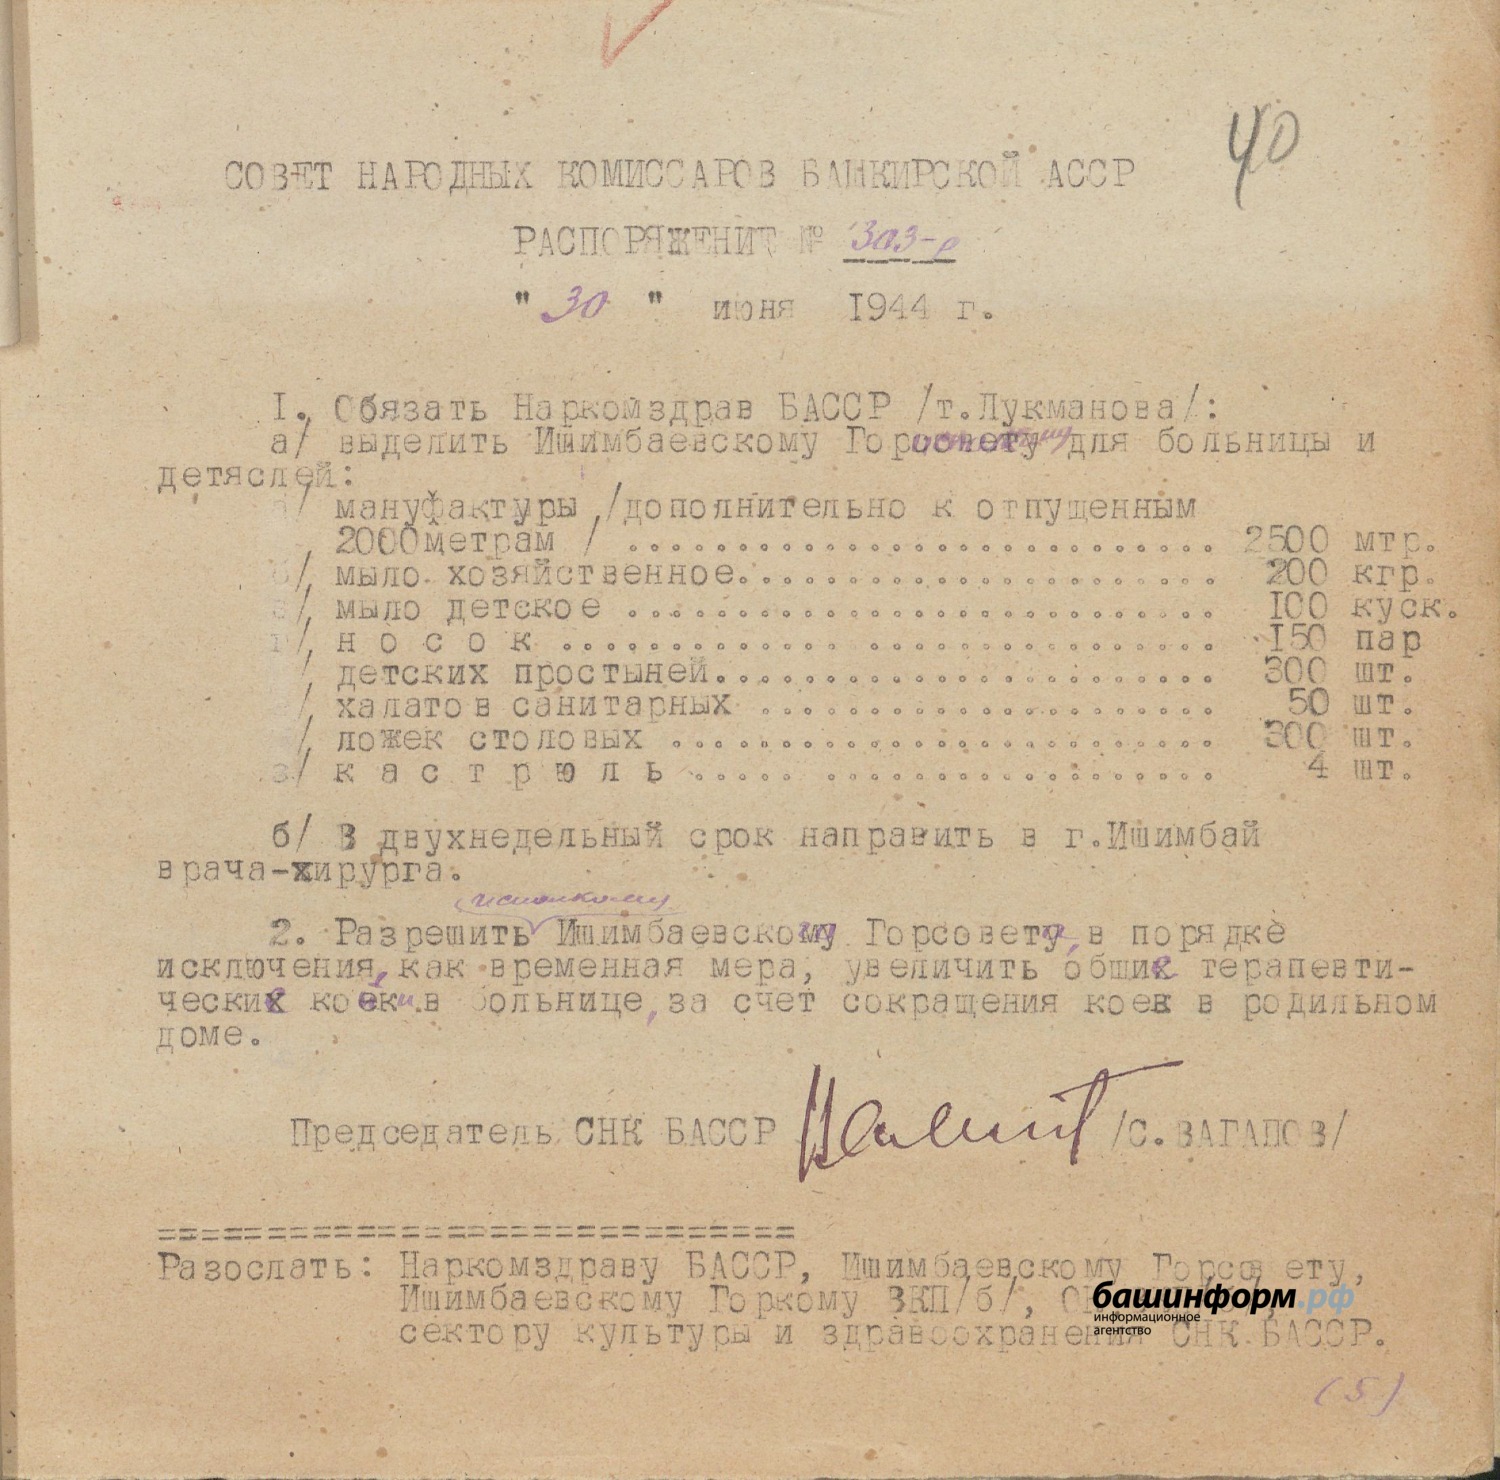 40
СОВЕТ НАРОДНЫХ КОМИССАРОВ БАШКИРСКОЙ АССР
РАСПОРЯЖЕНИТ № 303-р
" 30 " июня 1944 г.
I. Обязать Наркомздрав БАССР /т.Лукманова/:
а/ выделить Ишимбаевскому Горсовету для больницы и
детяслей:
а/ мануфактуры /дополнительно к отпущенным
2000метрам / .............................. 2500 мтр.
б/ мыло хозяйственное...................... 200 кгр.
в/ мыло детское ........................... 100 куск.
г/ н о с о к .............................. 150 пар
/ детских простыней....................... 300 шт.
/ халатов санитарных ..................... 50 шт.
/ ложек столовых ......................... 300 шт.
з/ к а с т р ю л ь ........................ 4 шт.
б/ В двухнедельный срок направить в г.Ишимбай
врача-хирурга.
исполкому
2. Разрешить Ишимбаевскому Горсовету, в порядке
исключения, как временная мера, увеличить общие терапевти-
ческие койки в больнице, за счет сокращения коек в родильном
доме.
Председатель СНК БАССР /С.ВАГАПОВ/
=============================
Разослать: Наркомздраву БАССР, Ишимбаевскому Горсовету,
Ишимбаевскому Горкому ВКП/б/,
сектору культуры и здравоохранения СНК БАССР.
башинформ.рф
информационное
агентство
(5)